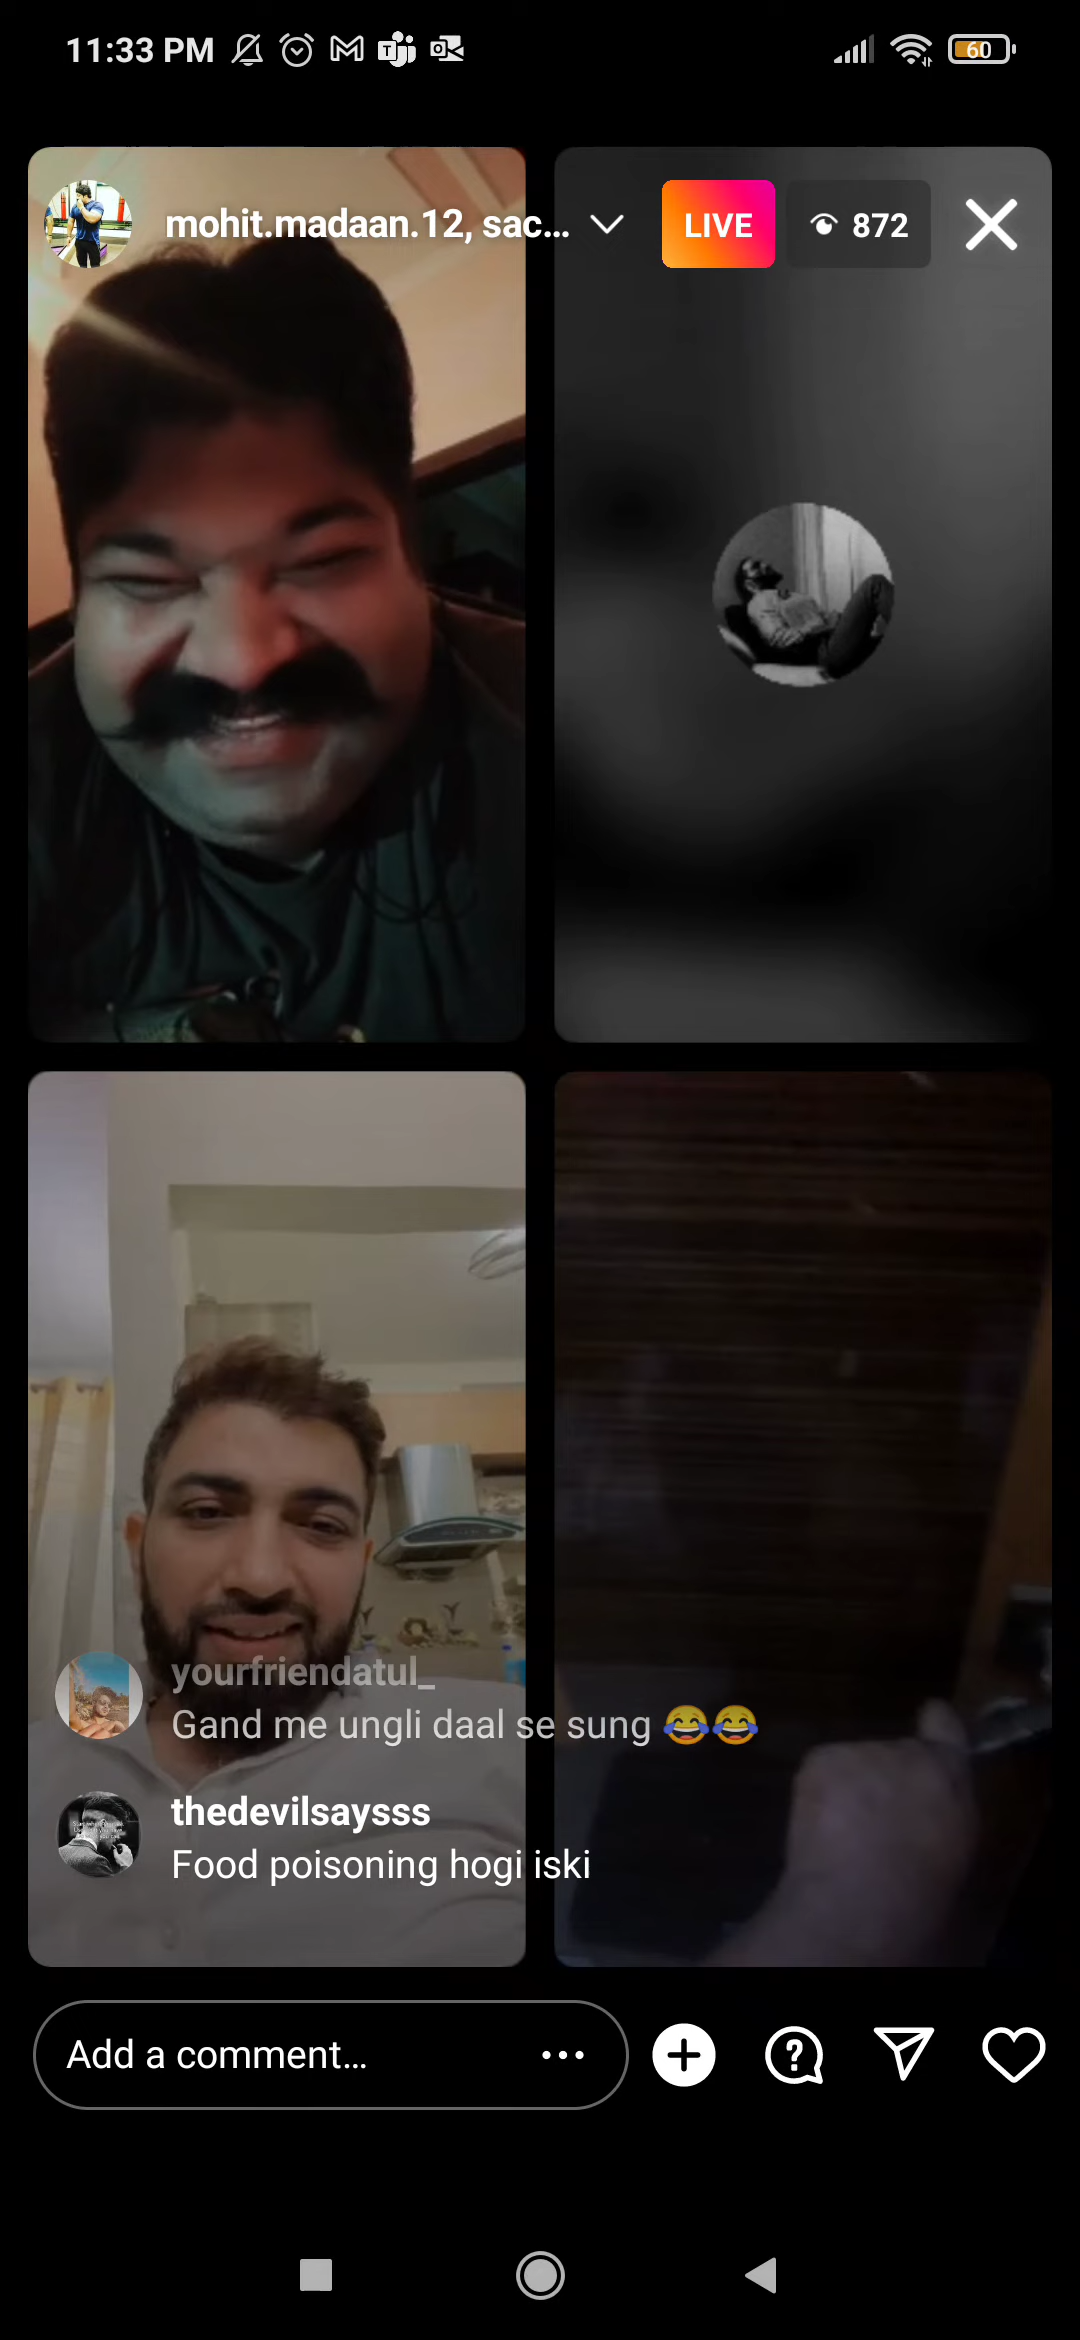 11:33 PM
60
mohit.madaan.12, sac...
LIVE
872
yourfriendatul_
Gand me ungli daal se sung 😂😂
thedevilsaysss
Food poisoning hogi iski
Add a comment...